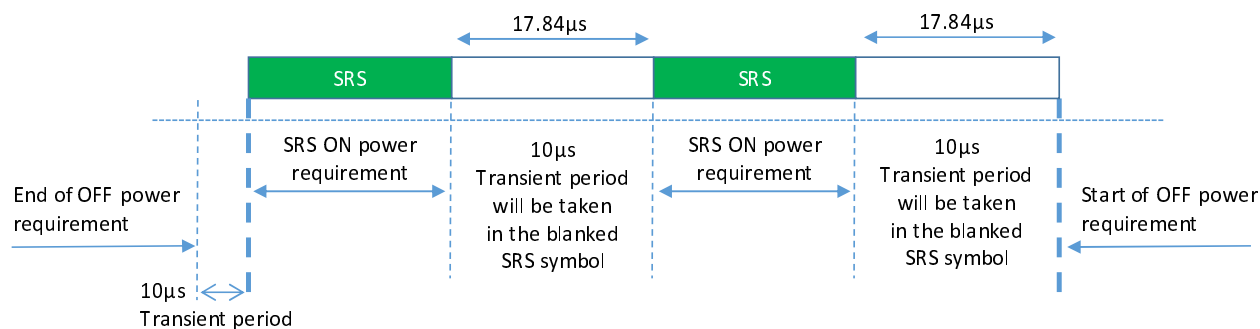 17.84µs
17.84µs
SRS
SRS
SRS ON power
requirement
10µs
Transient period
will be taken
in the blanked
SRS symbol
SRS ON power
requirement
10µs
Transient period
will be taken
in the blanked
SRS symbol
End of OFF power
requirement
Start of OFF power
requirement
10µs
Transient period